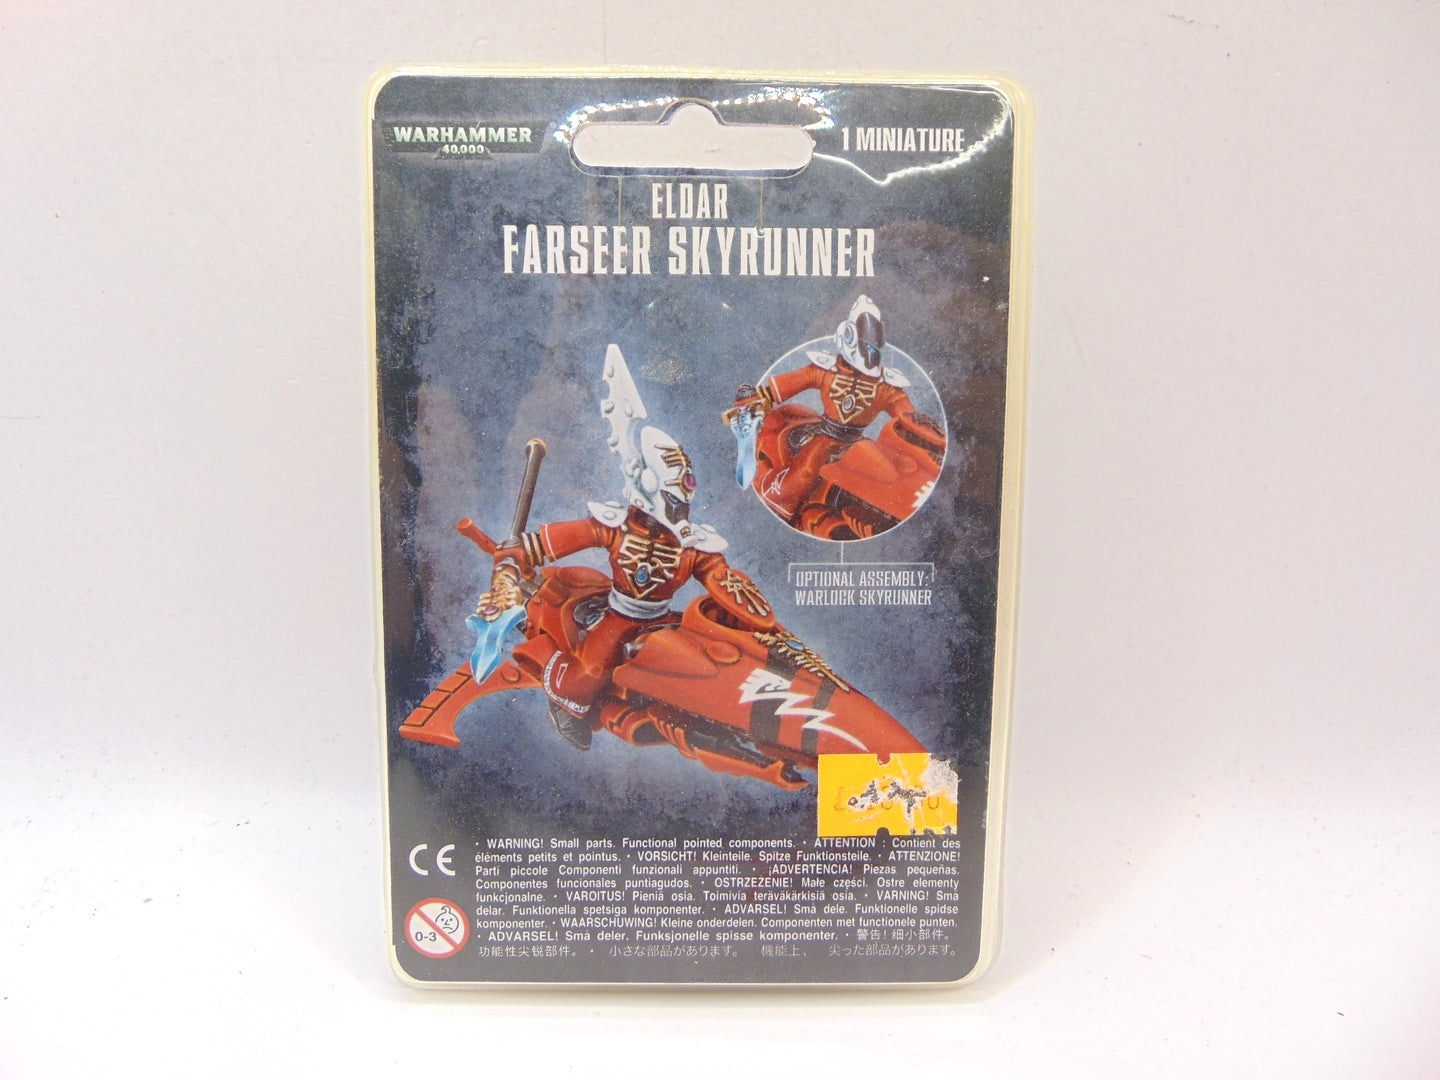 WARHAMMER
40,000
1 MINIATURE
ELDAR
FARSEER SKYRUNNER
OPTIONAL ASSEMBLY:
WARLOCK SKYRUNNER
CE
0-3
· WARNING! Small parts. Functional pointed components. · ATTENTION : Contient des
éléments petits et pointus. · VORSICHT! Kleinteile. Spitze Funktionsteile. · ATTENZIONE!
Parti piccole Componenti funzionali appuntiti. · ¡ADVERTENCIA! Piezas pequeñas.
Componentes funcionales puntiagudos. · OSTRZEŻENIE! Małe części. Ostre elementy
funkcjonalne. · VAROITUS! Pieniä osia. Toimivia teräväkärkisiä osia. · VARNING! Små
delar. Funktionella spetsiga komponenter. · ADVARSEL! Små dele. Funktionelle spidse
komponenter. · WAARSCHUWING! Kleine onderdelen. Componenten met functionele punten.
· ADVARSEL! Små deler. Funksjonelle spisse komponenter. · 警告! 细小部件。
功能性尖锐部件。 · 小さな部品があります。 機能上、 尖った部品があります。